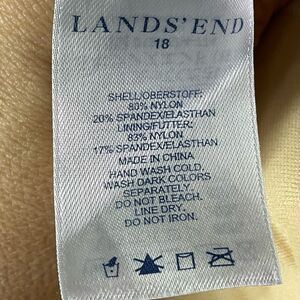 LANDS' END
18
SHELL/OBERSTOFF:
80% NYLON
20% SPANDEX/ELASTHAN
LINING/FUTTER:
83% NYLON
17% SPANDEX/ELASTHAN
MADE IN CHINA
HAND WASH COLD.
WASH DARK COLORS
SEPARATELY.
DO NOT BLEACH.
LINE DRY.
DO NOT IRON.